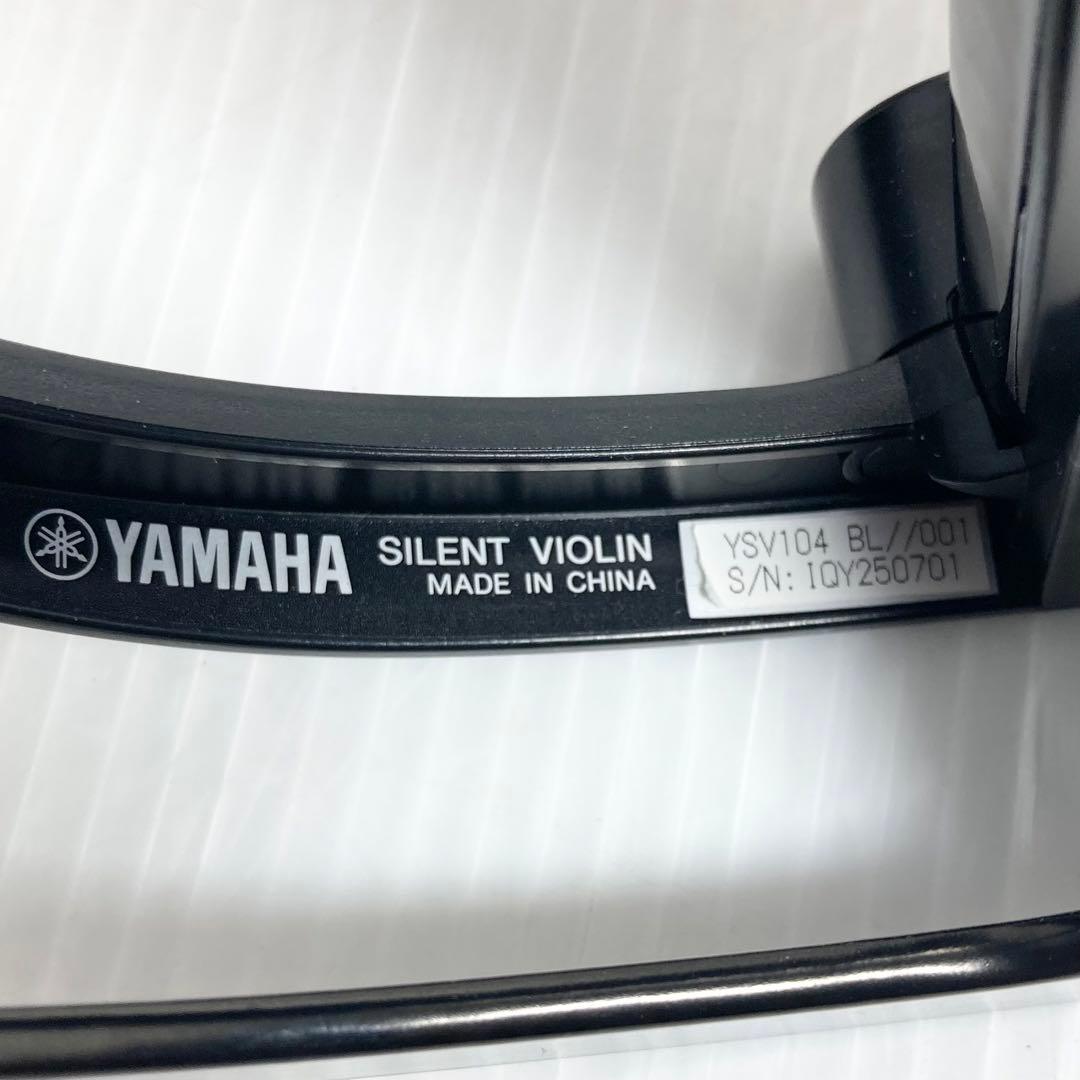 YAMAHA
SILENT VIOLIN
MADE IN CHINA
YSV104 BL//001
S/N: IQY250701